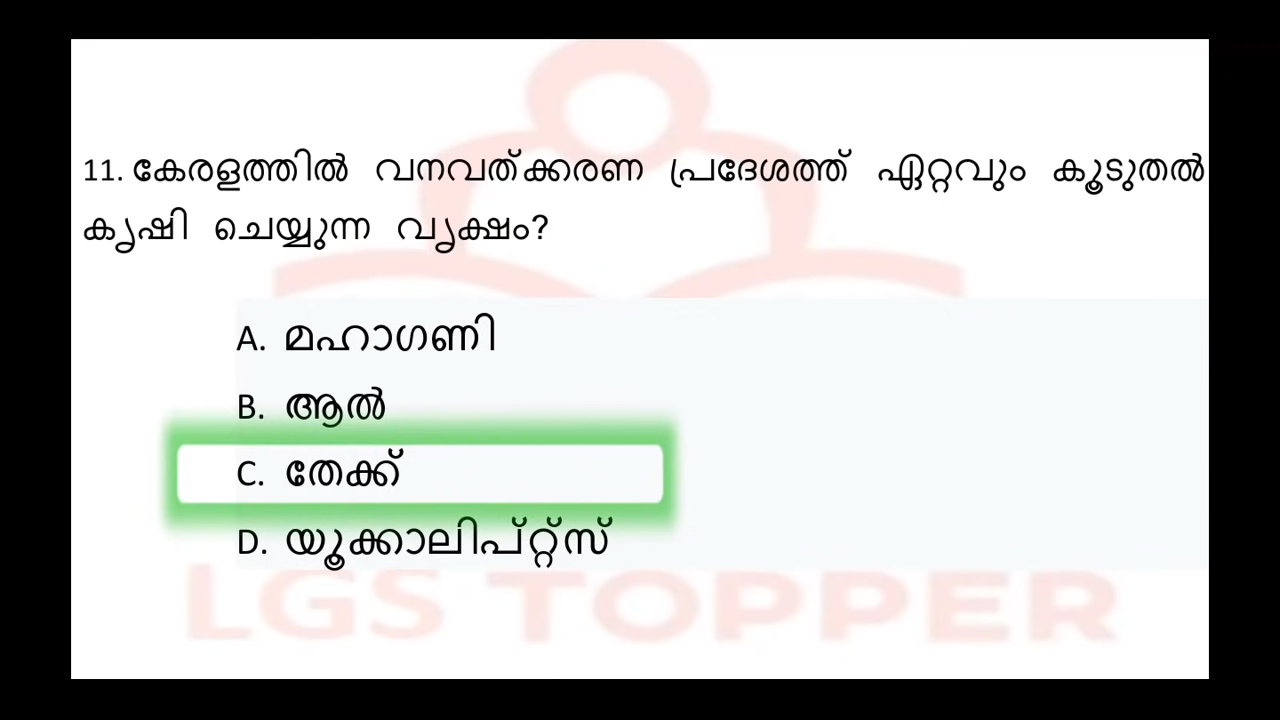 11. കേരളത്തിൽ വനവത്ക്കരണ പ്രദേശത്ത് ഏറ്റവും കൂടുതൽ
കൃഷി ചെയ്യുന്ന വൃക്ഷം?
A. മഹാഗണി
B. ആൽ
C. തേക്ക്
D. യൂക്കാലിപ്റ്റ്സ്
LGS TOPPER